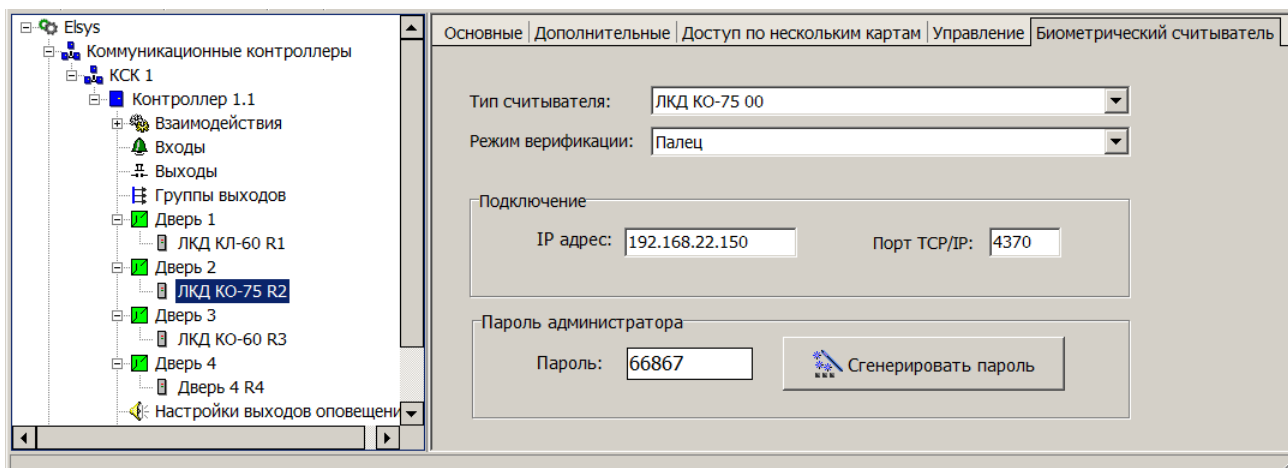 Elsys
Коммуникационные контроллеры
КСК 1
Контроллер 1.1
Взаимодействия
Входы
Выходы
Группы выходов
Дверь 1
ЛКД КЛ-60 R1
Дверь 2
ЛКД КО-75 R2
Дверь 3
ЛКД КО-60 R3
Дверь 4
Дверь 4 R4
Настройки выходов оповещени
Основные Дополнительные Доступ по нескольким картам Управление Биометрический считыватель
Тип считывателя: ЛКД КО-75 00
Режим верификации: Палец
Подключение
IP адрес: 192.168.22.150 Порт TCP/IP: 4370
Пароль администратора
Пароль: 66867 Сгенерировать пароль